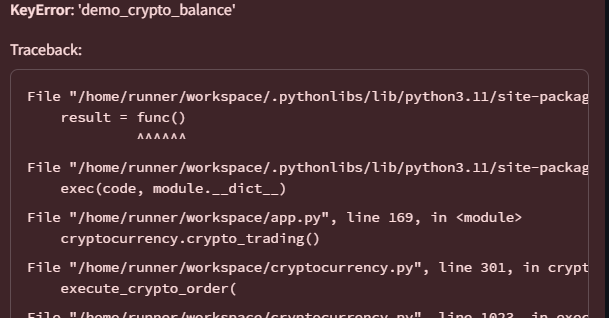 KeyError: 'demo_crypto_balance'
Traceback:
File "/home/runner/workspace/.pythonlibs/lib/python3.11/site-packag
result = func()
^^^^^^
File "/home/runner/workspace/.pythonlibs/lib/python3.11/site-packag
exec(code, module.__dict__)
File "/home/runner/workspace/app.py", line 169, in <module>
cryptocurrency.crypto_trading()
File "/home/runner/workspace/cryptocurrency.py", line 301, in crypt
execute_crypto_order(
File "/home/runner/workspace/cryptocurrency.py", line 1023, in exec